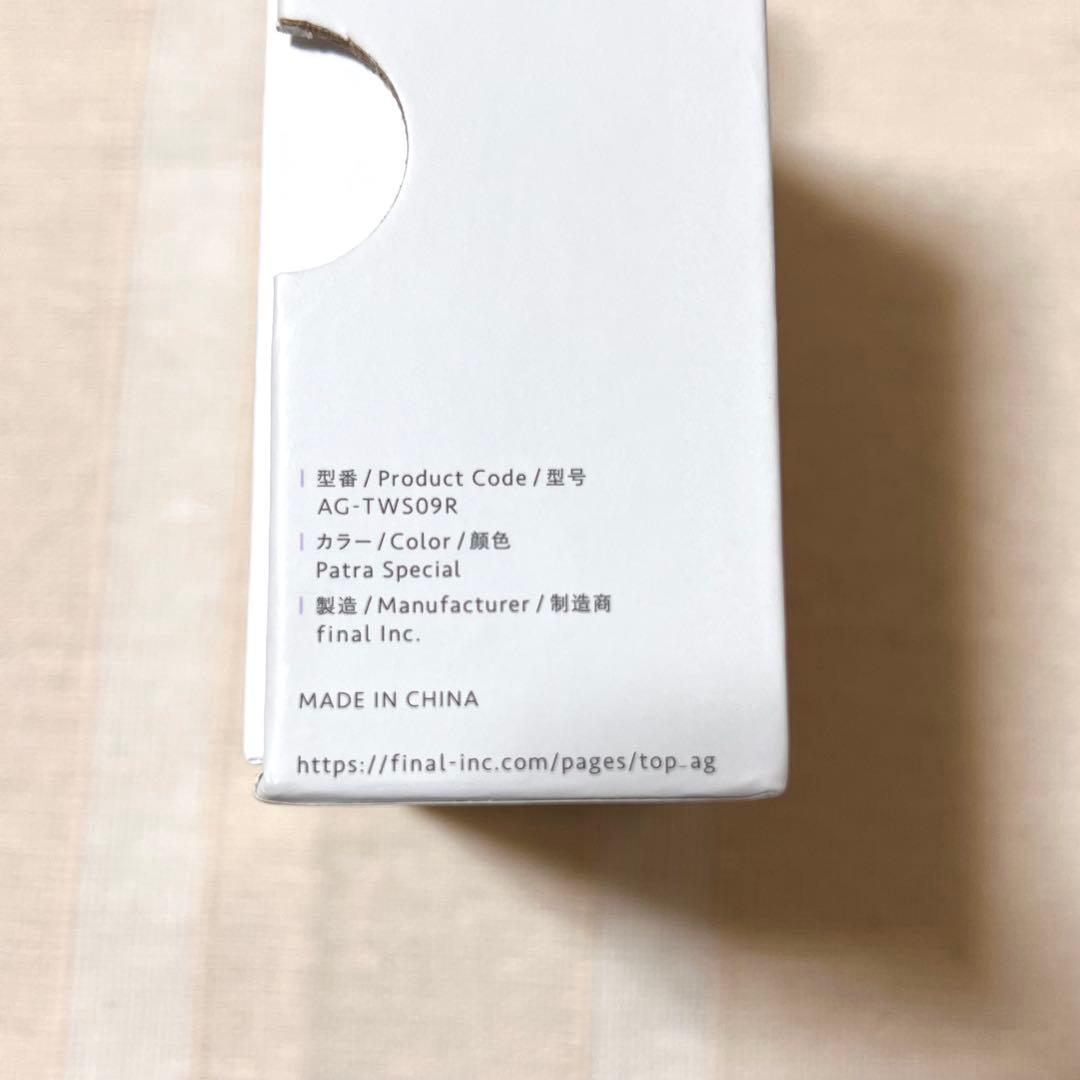 型番 / Product Code / 型号
AG-TWS09R
カラー / Color / 颜色
Patra Special
製造 / Manufacturer / 制造商
final Inc.
MADE IN CHINA
https://final-inc.com/pages/top_ag